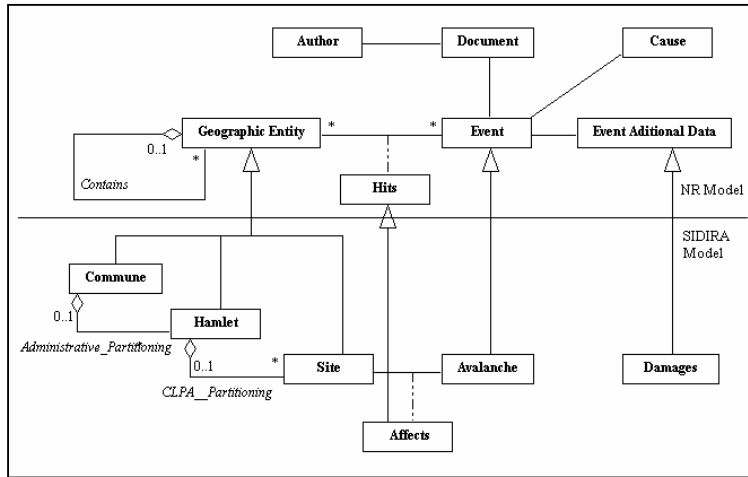 Author
Document
Cause
Geographic Entity
*
*
Event
Event Aditional Data
0..1
*
Contains
Hits
NR Model
SIDIRA
Model
Commune
0..1
Hamlet
Administrative_Partitioning
*
0..1
*
Site
Avalanche
Damages
CLPA__Partitioning
Affects